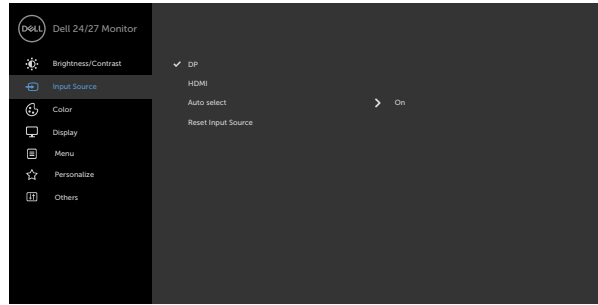 DELL Dell 24/27 Monitor
Brightness/Contrast
Input Source
Color
Display
Menu
Personalize
Others
DP
HDMI
Auto select On
Reset Input Source